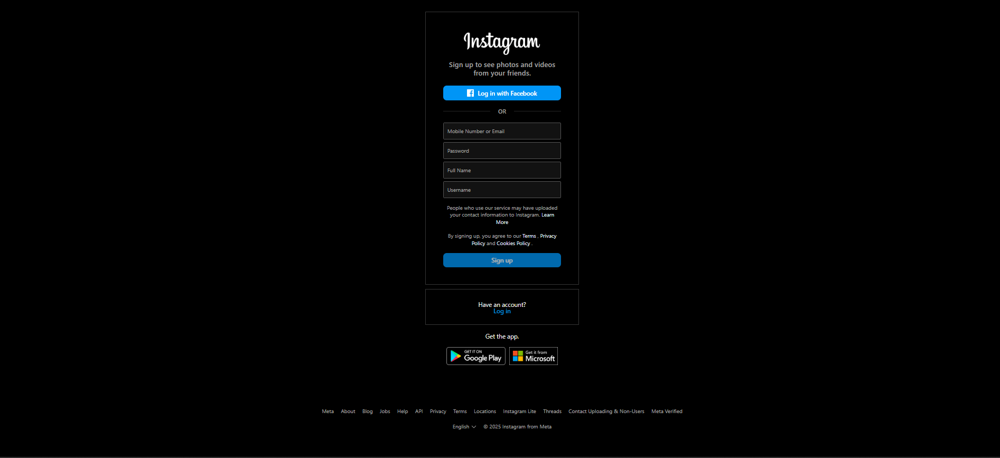 Instagram
Sign up to see photos and videos
from your friends.
Log in with Facebook
OR
Mobile Number or Email
Password
Full Name
Username
People who use our service may have uploaded
your contact information to Instagram. Learn
More
By signing up, you agree to our Terms , Privacy
Policy and Cookies Policy .
Sign up
Have an account?
Log in
Get the app.
GET IT ON
Google Play
Get it from
Microsoft
Meta About Blog Jobs Help API Privacy Terms Locations Instagram Lite Threads Contact Uploading & Non-Users Meta Verified
English © 2025 Instagram from Meta